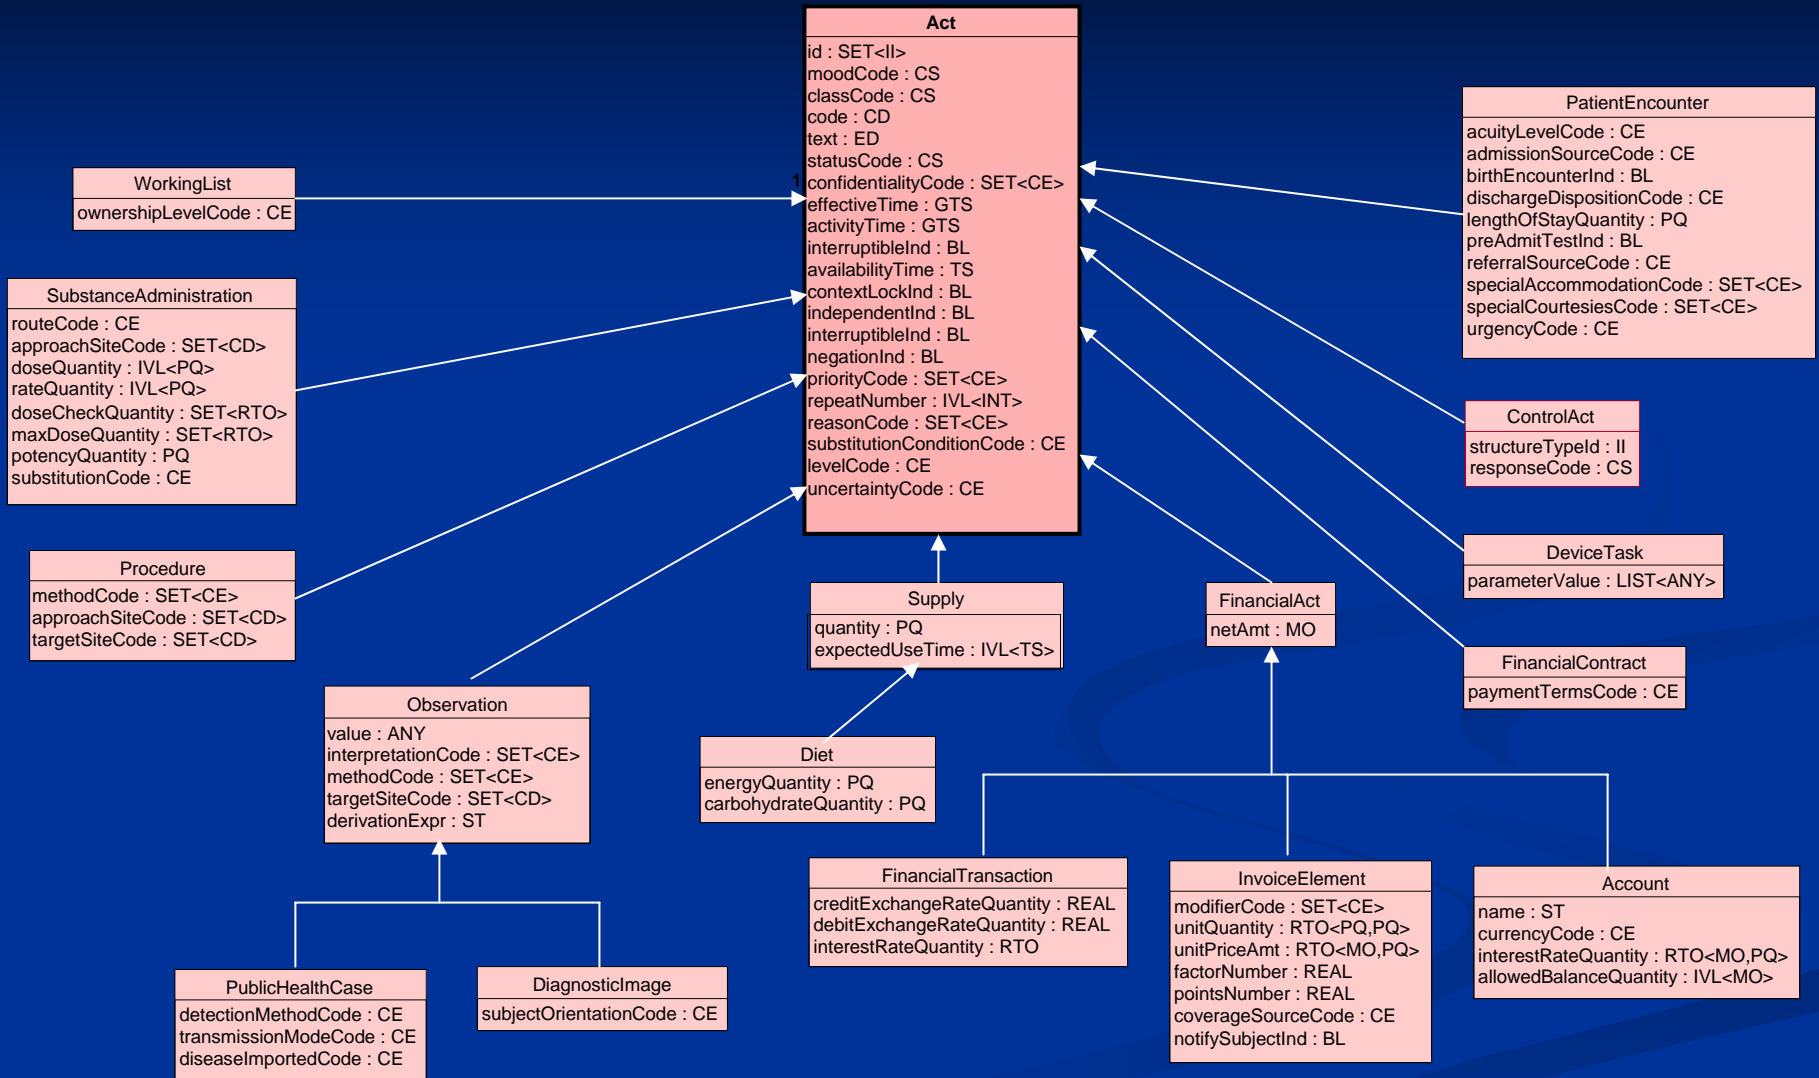 Act
id : SET<II>
moodCode : CS
classCode : CS
code : CD
text : ED
statusCode : CS
confidentialityCode : SET<CE>
effectiveTime : GTS
activityTime : GTS
interruptibleInd : BL
availabilityTime : TS
contextLockInd : BL
independentInd : BL
interruptibleInd : BL
negationInd : BL
priorityCode : SET<CE>
repeatNumber : IVL<INT>
reasonCode : SET<CE>
substitutionConditionCode : CE
levelCode : CE
uncertaintyCode : CE
1
WorkingList
ownershipLevelCode : CE
SubstanceAdministration
routeCode : CE
approachSiteCode : SET<CD>
doseQuantity : IVL<PQ>
rateQuantity : IVL<PQ>
doseCheckQuantity : SET<RTO>
maxDoseQuantity : SET<RTO>
potencyQuantity : PQ
substitutionCode : CE
Procedure
methodCode : SET<CE>
approachSiteCode : SET<CD>
targetSiteCode : SET<CD>
Observation
value : ANY
interpretationCode : SET<CE>
methodCode : SET<CE>
targetSiteCode : SET<CD>
derivationExpr : ST
PublicHealthCase
detectionMethodCode : CE
transmissionModeCode : CE
diseaseImportedCode : CE
DiagnosticImage
subjectOrientationCode : CE
Supply
quantity : PQ
expectedUseTime : IVL<TS>
Diet
energyQuantity : PQ
carbohydrateQuantity : PQ
FinancialAct
netAmt : MO
FinancialTransaction
creditExchangeRateQuantity : REAL
debitExchangeRateQuantity : REAL
interestRateQuantity : RTO
InvoiceElement
modifierCode : SET<CE>
unitQuantity : RTO<PQ,PQ>
unitPriceAmt : RTO<MO,PQ>
factorNumber : REAL
pointsNumber : REAL
coverageSourceCode : CE
notifySubjectInd : BL
Account
name : ST
currencyCode : CE
interestRateQuantity : RTO<MO,PQ>
allowedBalanceQuantity : IVL<MO>
PatientEncounter
acuityLevelCode : CE
admissionSourceCode : CE
birthEncounterInd : BL
dischargeDispositionCode : CE
lengthOfStayQuantity : PQ
preAdmitTestInd : BL
referralSourceCode : CE
specialAccommodationCode : SET<CE>
specialCourtesiesCode : SET<CE>
urgencyCode : CE
ControlAct
structureTypeId : II
responseCode : CS
DeviceTask
parameterValue : LIST<ANY>
FinancialContract
paymentTermsCode : CE